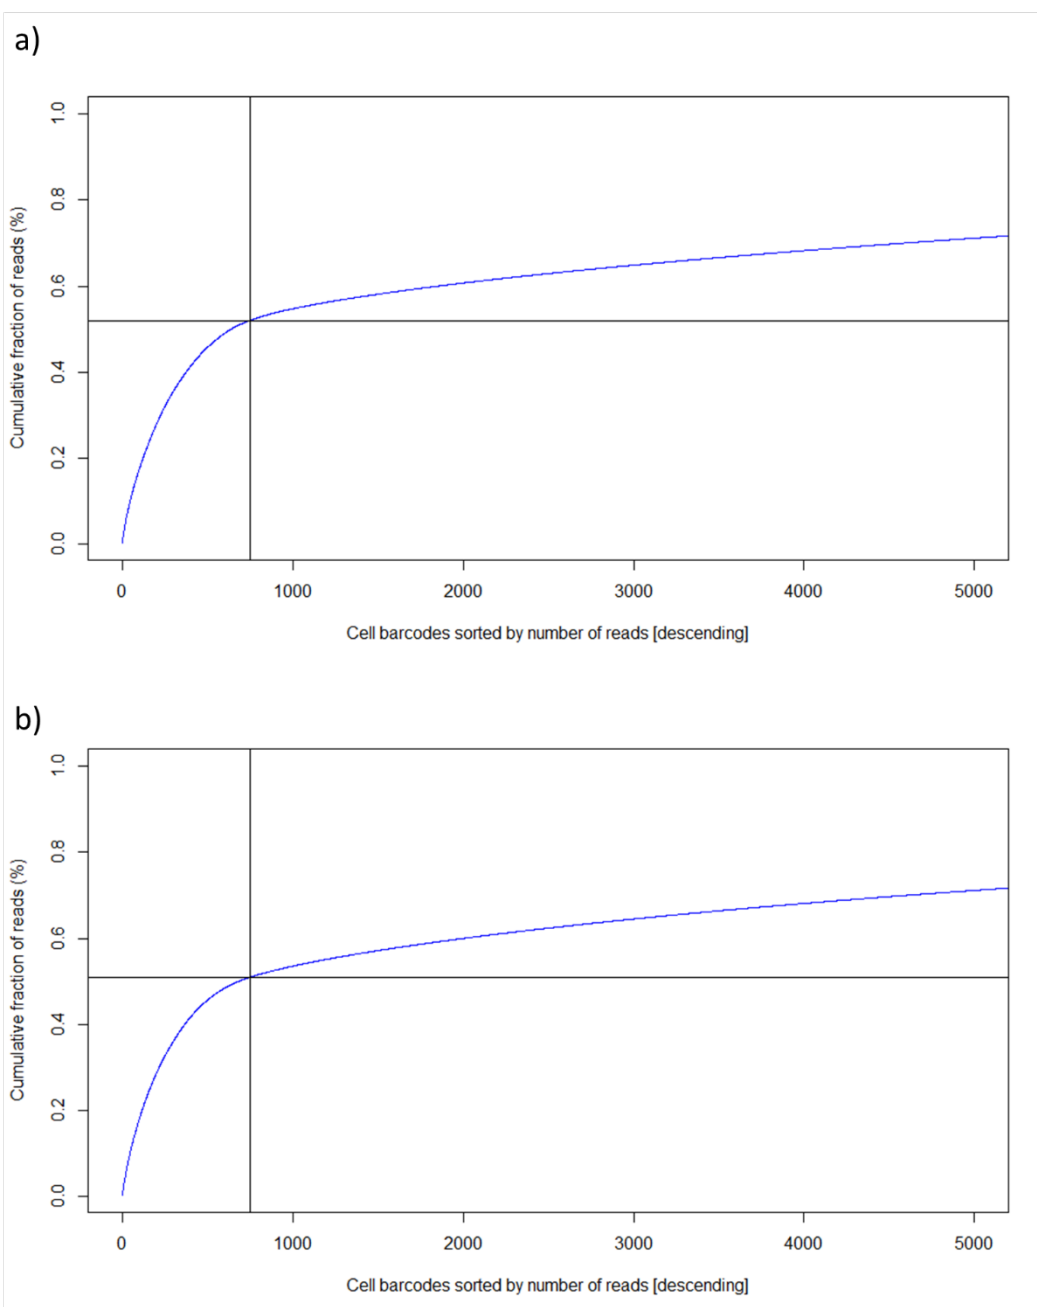 a)
Cumulative fraction of reads (%)
1.0
0.8
0.6
0.4
0.2
0.0
0 1000 2000 3000 4000 5000
Cell barcodes sorted by number of reads [descending]
b)
Cumulative fraction of reads (%)
1.0
0.8
0.6
0.4
0.2
0.0
0 1000 2000 3000 4000 5000
Cell barcodes sorted by number of reads [descending]